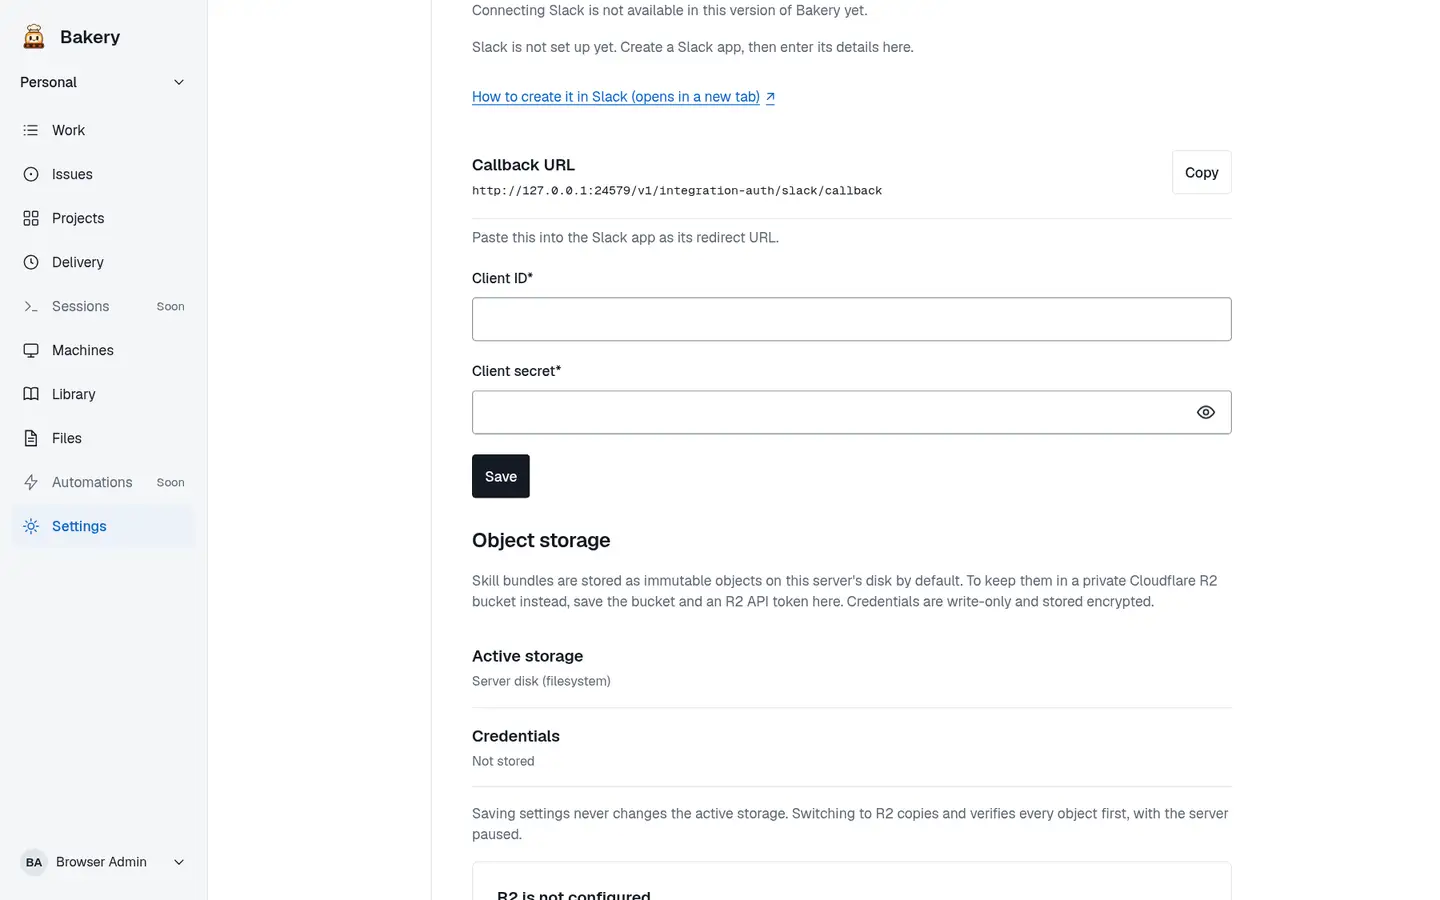 Bakery
Personal
Work
Issues
Projects
Delivery
Sessions Soon
Machines
Library
Files
Automations Soon
Settings
BA Browser Admin
Connecting Slack is not available in this version of Bakery yet.
Slack is not set up yet. Create a Slack app, then enter its details here.
How to create it in Slack (opens in a new tab)
Callback URL
http://127.0.0.1:24579/v1/integration-auth/slack/callback
Copy
Paste this into the Slack app as its redirect URL.
Client ID*
Client secret*
Save
Object storage
Skill bundles are stored as immutable objects on this server's disk by default. To keep them in a private Cloudflare R2
bucket instead, save the bucket and an R2 API token here. Credentials are write-only and stored encrypted.
Active storage
Server disk (filesystem)
Credentials
Not stored
Saving settings never changes the active storage. Switching to R2 copies and verifies every object first, with the server
paused.
R2 is not configured